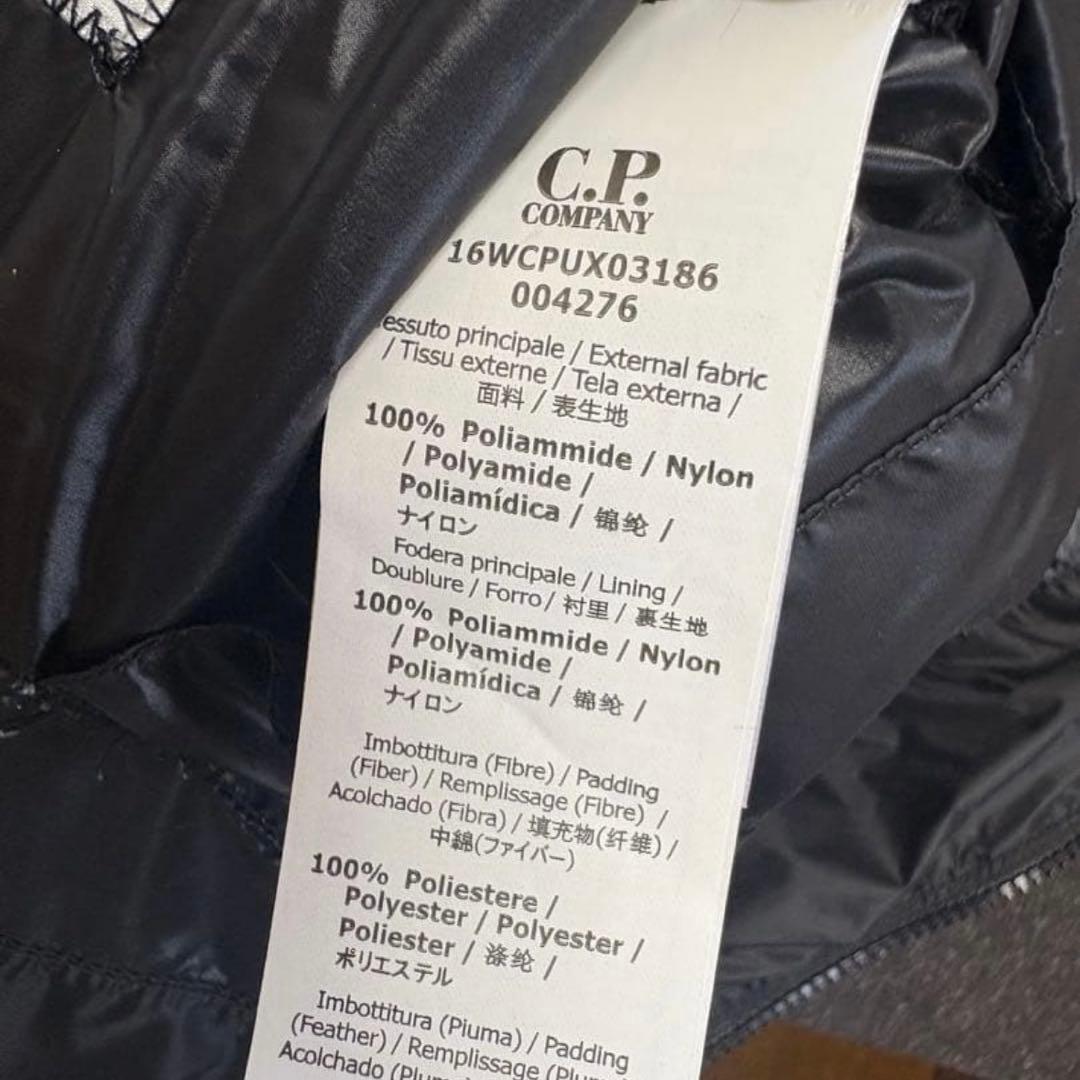 C.P.
COMPANY
16WCPUX03186
004276
essuto principale / External fabric
/ Tissu externe / Tela externa /
面料 / 表生地
100% Poliammide / Nylon
/ Polyamide /
Poliamídica / 锦纶 /
ナイロン
Fodera principale / Lining /
Doublure / Forro / 衬里 / 裏生地
100% Poliammide / Nylon
/ Polyamide /
Poliamídica / 锦纶 /
ナイロン
Imbottitura (Fibre) / Padding
(Fiber) / Remplissage (Fibre) /
Acolchado (Fibra) / 填充物(纤维) /
中綿(ファイバー)
100% Poliestere /
Polyester / Polyester /
Poliester / 涤纶 /
ポリエステル
Imbottitura (Piuma) / Padding
(Feather) / Remplissage (Plum
Acolchado (Plu